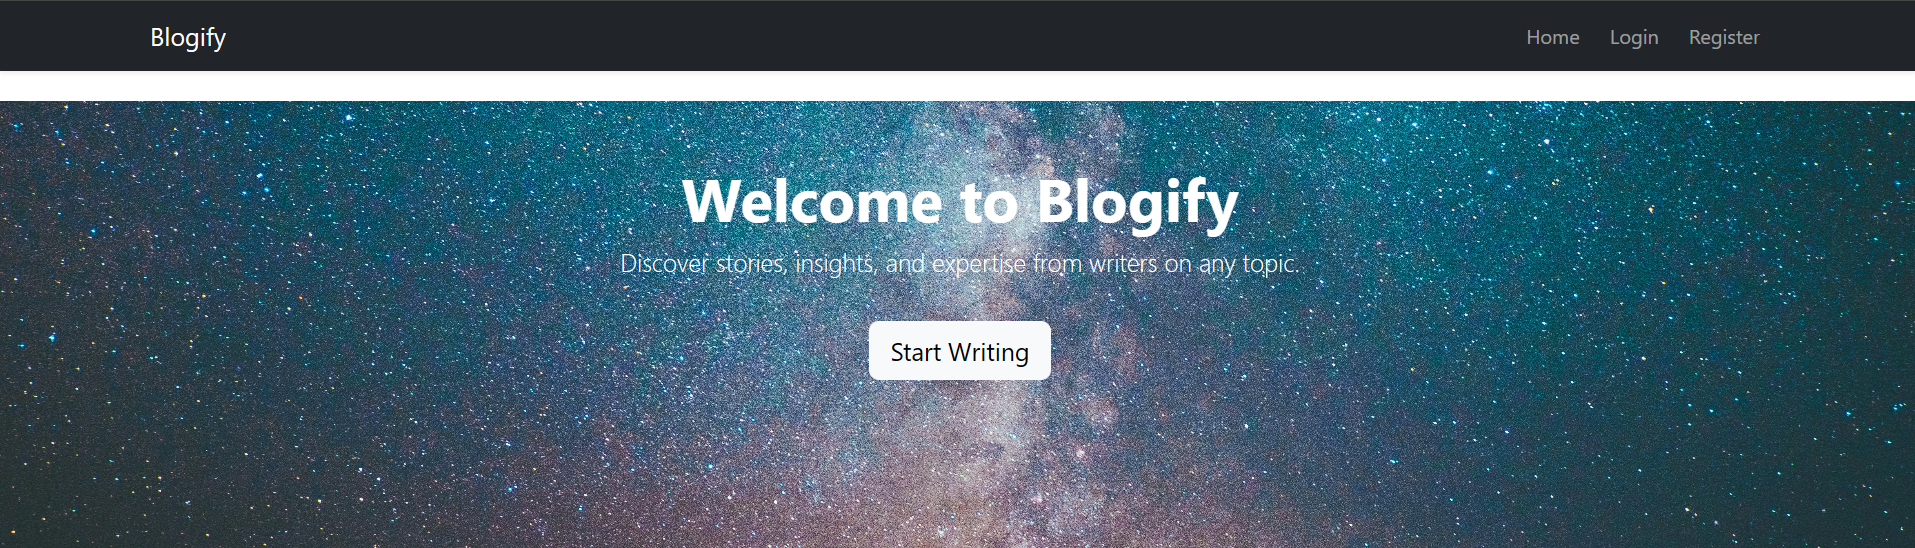 Blogify
Home Login Register
Welcome to Blogify
Discover stories, insights, and expertise from writers on any topic.
Start Writing